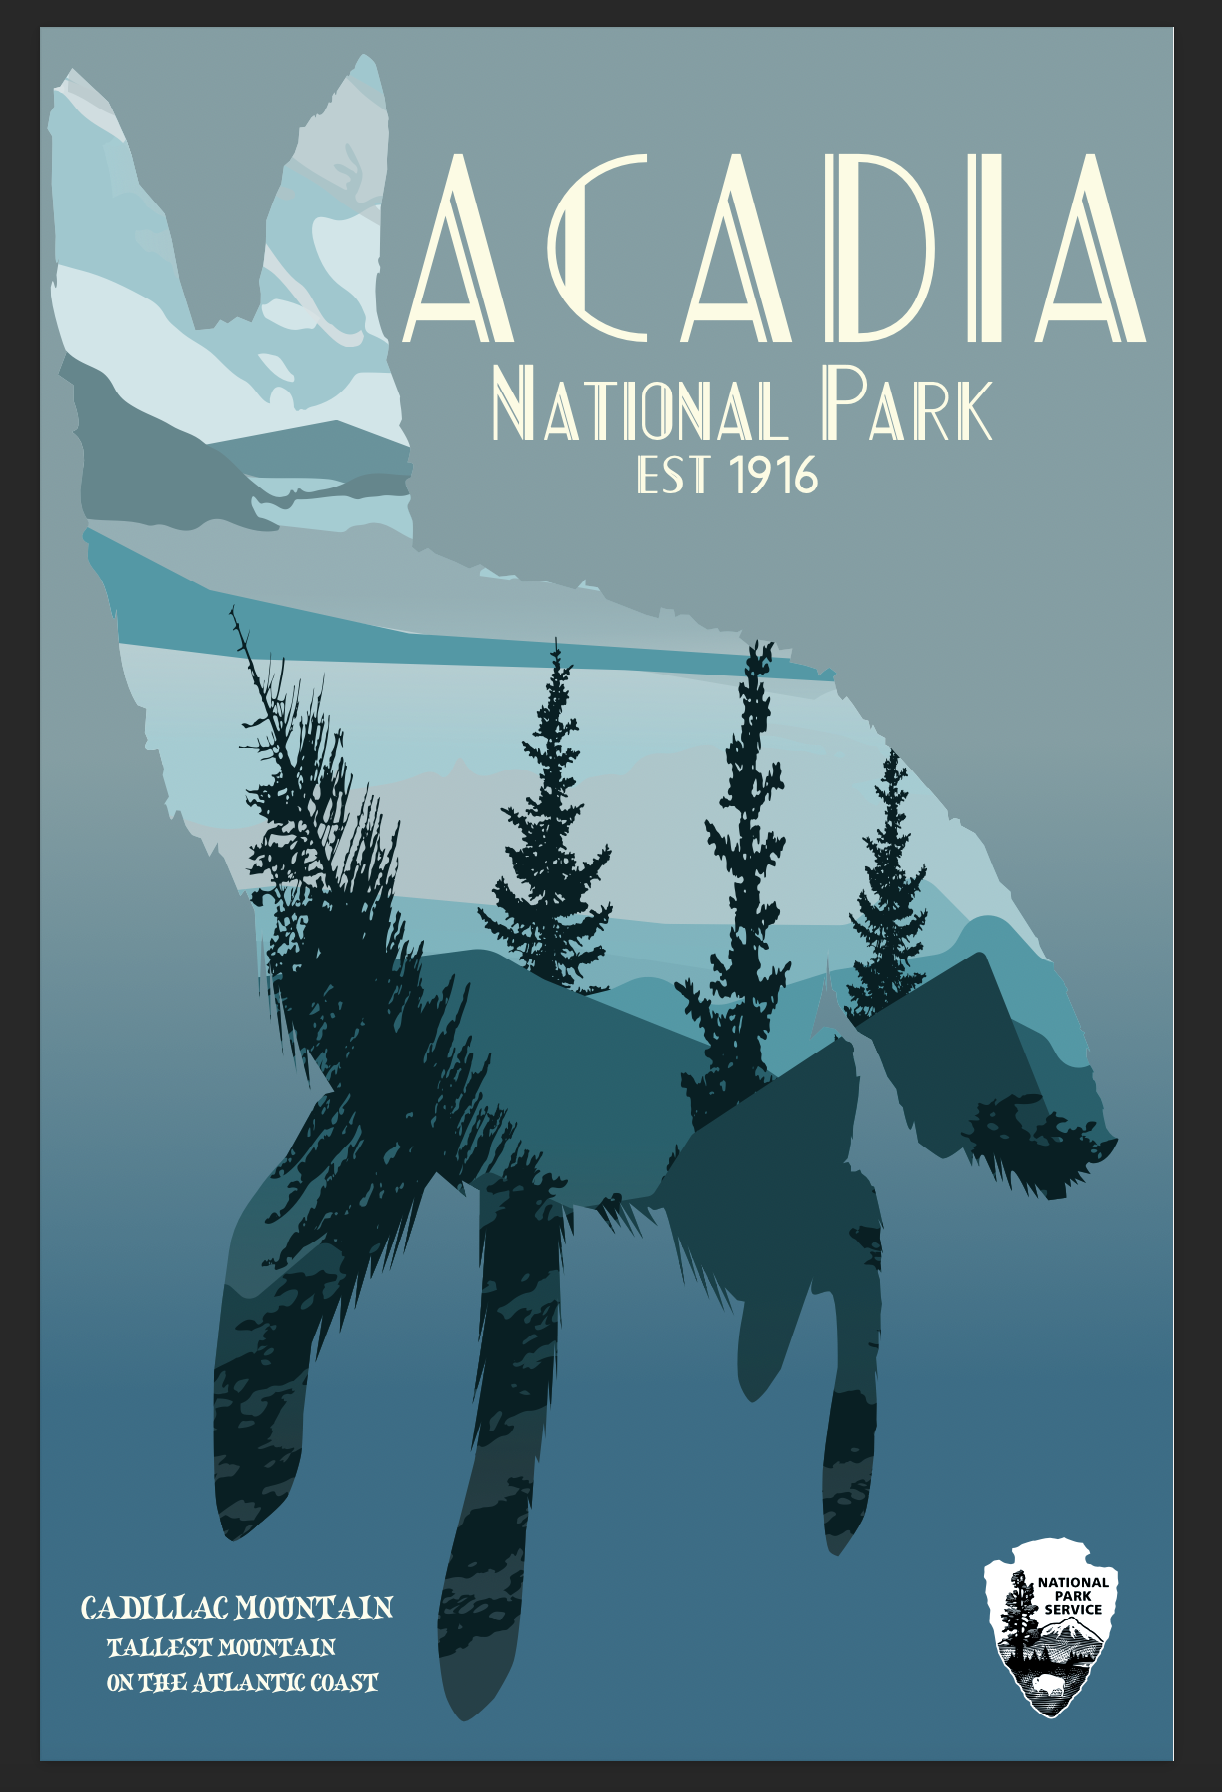 ACADIA
NATIONAL PARK
EST 1916
CADILLAC MOUNTAIN
TALLEST MOUNTAIN
ON THE ATLANTIC COAST
NATIONAL
PARK
SERVICE